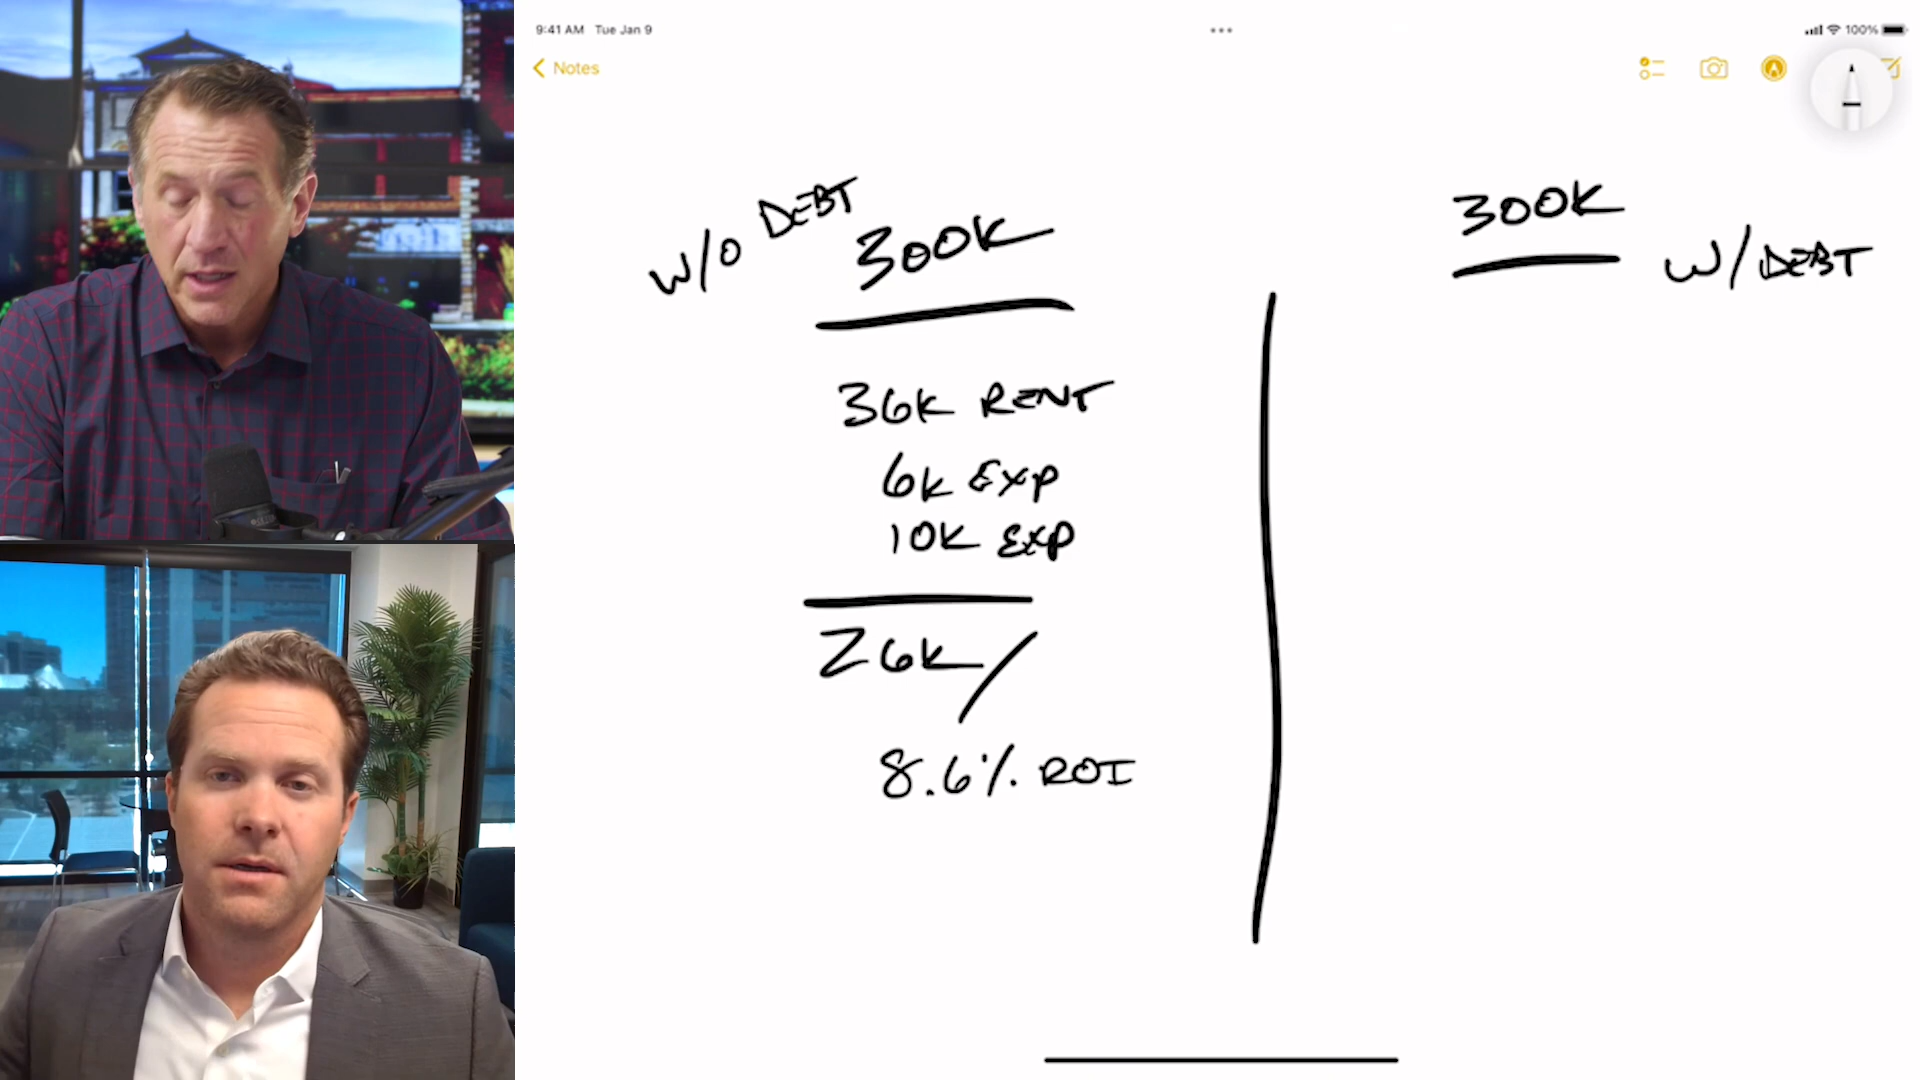 9:41 AM Tue Jan 9
100%
Notes
W/O DEBT
300K
36K RENT
6K EXP
10K EXP
26K/
8.6% ROI
300K
W/ DEBT